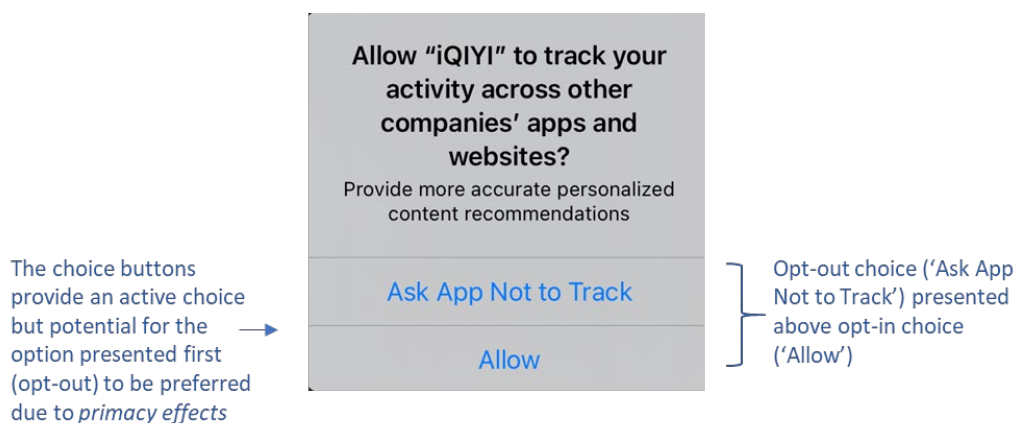 Allow “iQIYI” to track your
activity across other
companies’ apps and
websites?
Provide more accurate personalized
content recommendations
Ask App Not to Track
Allow
The choice buttons
provide an active choice
but potential for the
option presented first
(opt-out) to be preferred
due to primacy effects
Opt-out choice (‘Ask App
Not to Track’) presented
above opt-in choice
(‘Allow’)